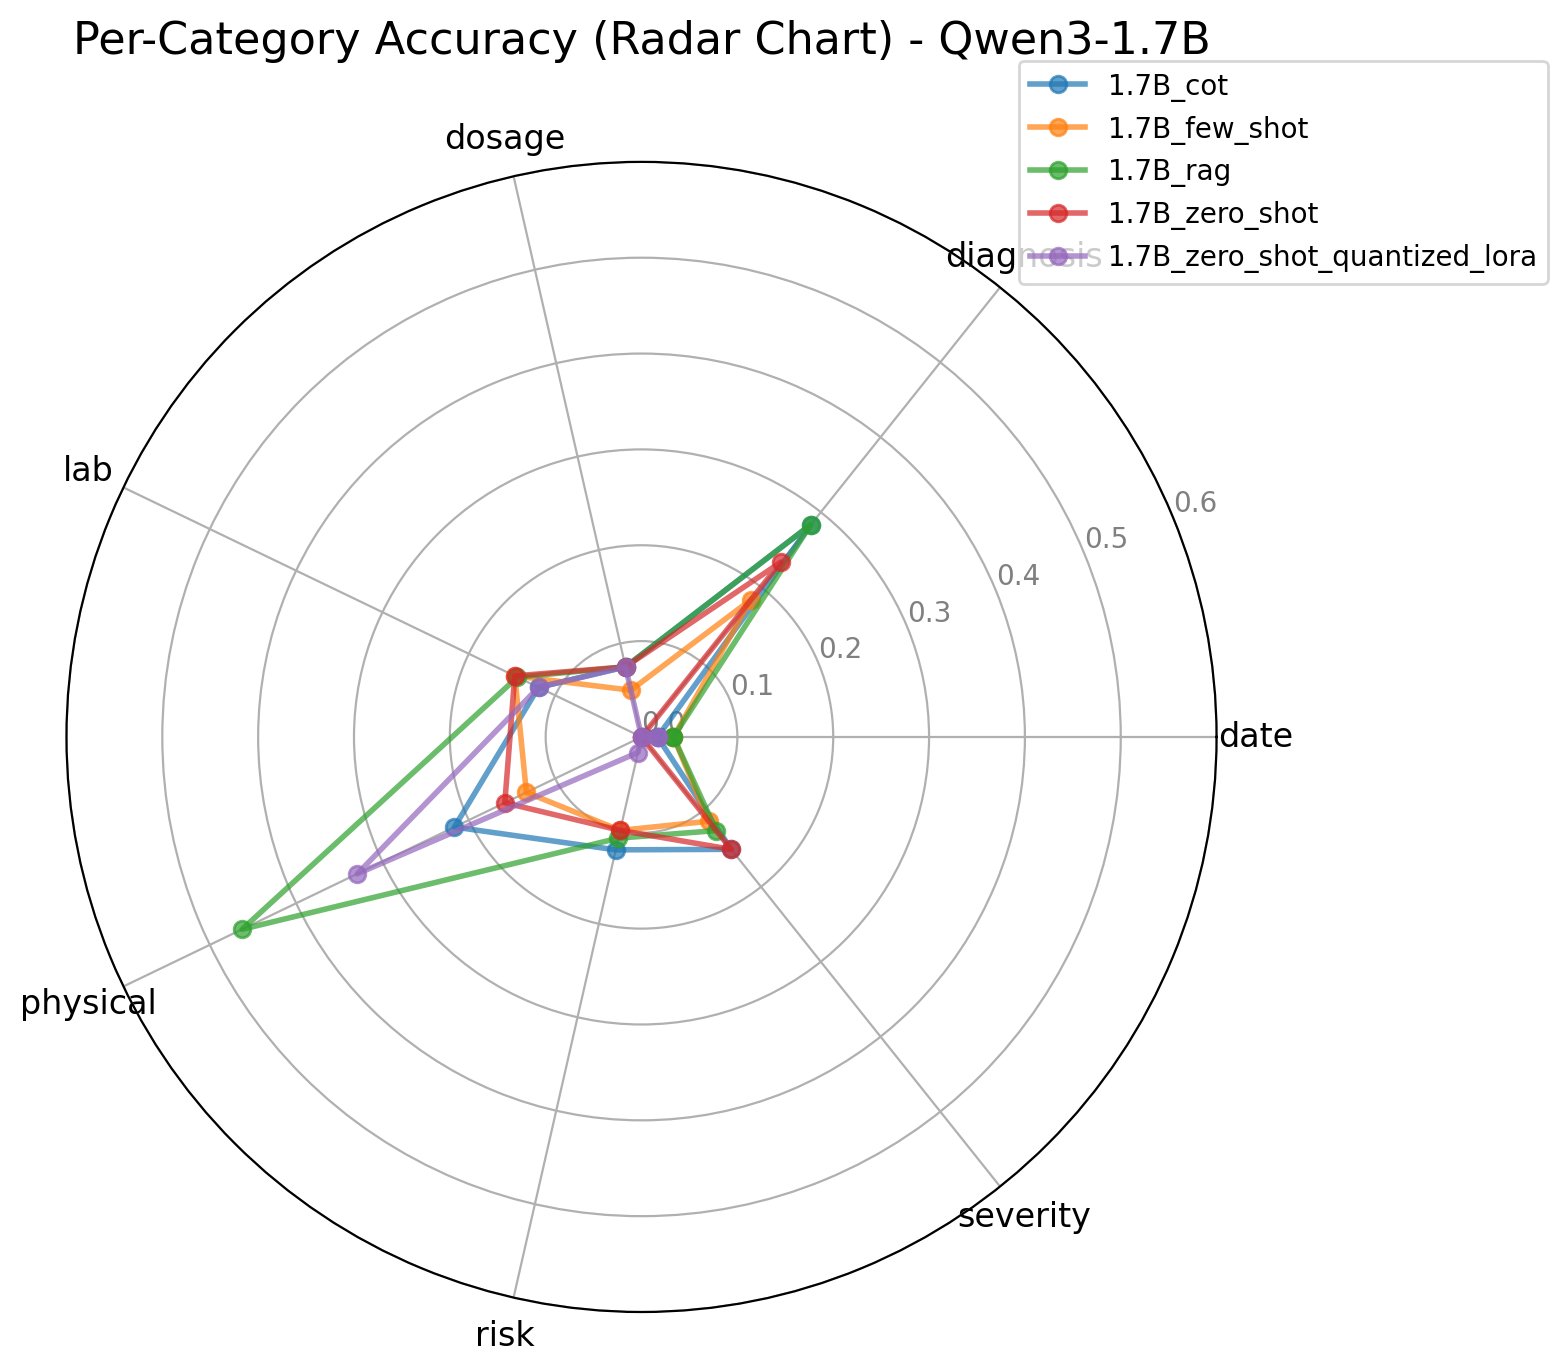 Per-Category Accuracy (Radar Chart) - Qwen3-1.7B
1.7B_cot
1.7B_few_shot
1.7B_rag
1.7B_zero_shot
1.7B_zero_shot_quantized_lora
dosage
diagnosis
lab
0.6
0.5
0.4
0.3
0.2
0.1
0.0
date
physical
severity
risk